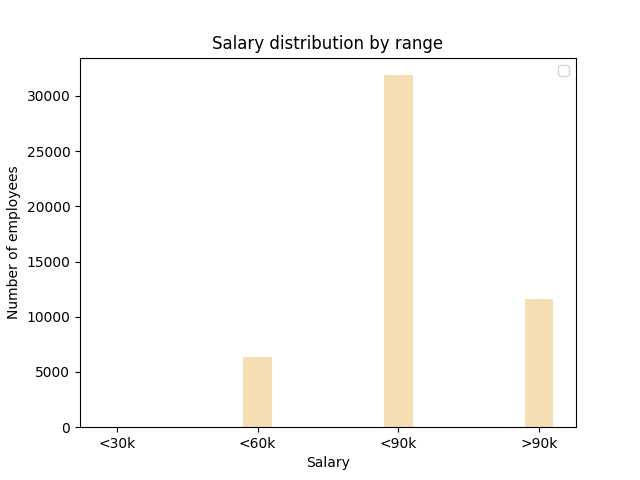 Salary distribution by range
30000
25000
20000
15000
10000
5000
0
Number of employees
<30k
<60k
<90k
>90k
Salary